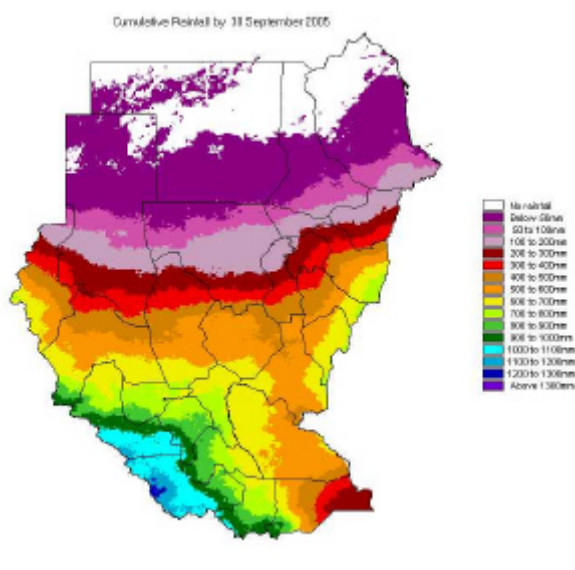 Cumulative Rainfall by 30 September 2005
No rainfall
Below 50mm
50 to 100mm
100 to 200mm
200 to 300mm
300 to 400mm
400 to 500mm
500 to 600mm
600 to 700mm
700 to 800mm
800 to 900mm
900 to 1000mm
1000 to 1100mm
1100 to 1200mm
1200 to 1300mm
Above 1300mm